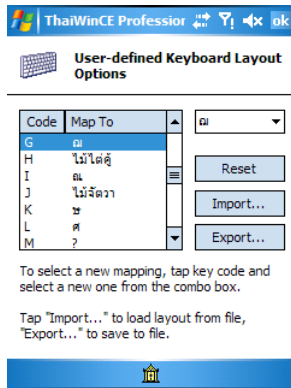 ThaiWinCE Professior
ok
User-defined Keyboard Layout
Options
Code Map To
ฌ
G ฌ
H ไม้ไต่คู้
I ณ
J ไม้จัตวา
K ษ
L ศ
M ?
Reset
Import...
Export...
To select a new mapping, tap key code and
select a new one from the combo box.
Tap "Import..." to load layout from file,
"Export..." to save to file.